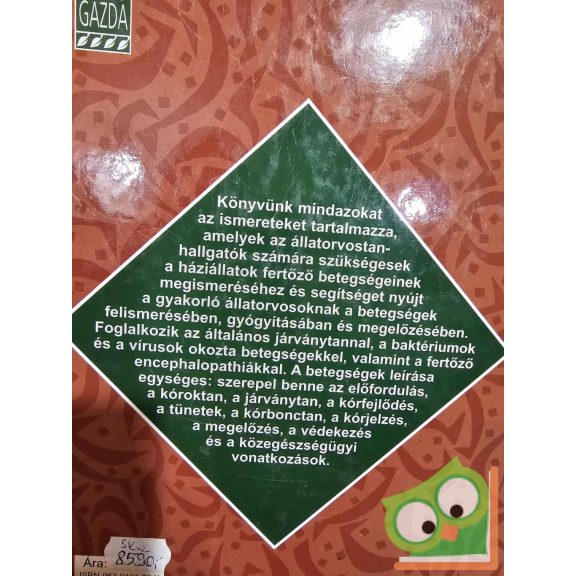 GAZDA
Könyvünk mindazokat
az ismereteket tartalmazza,
amelyek az állatorvostan-
hallgatók számára szükségesek
a háziállatok fertőző betegségeinek
megismeréséhez és segítséget nyújt
a gyakorló állatorvosoknak a betegségek
felismerésében, gyógyításában és megelőzésében.
Foglalkozik az általános járványtannal, a baktériumok
és a vírusok okozta betegségekkel, valamint a fertőző
encephalopathiákkal. A betegségek leírása
egységes: szerepel benne az előfordulás,
a kóroktan, a járványtan, a kórfejlődés,
a tünetek, a kórbonctan, a kórjelzés,
a megelőzés, a védekezés
és a közegészségügyi
vonatkozások.
Ára: 8590,-